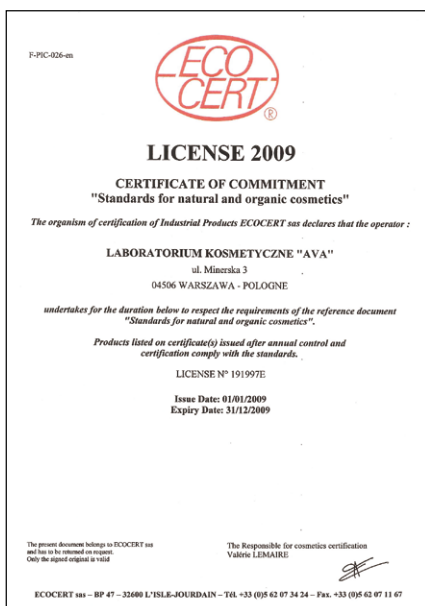 F-PIC-026-en
ECO
CERT
®
LICENSE 2009
CERTIFICATE OF COMMITMENT
"Standards for natural and organic cosmetics"
The organism of certification of Industrial Products ECOCERT sas declares that the operator :
LABORATORIUM KOSMETYCZNE "AVA"
ul. Minerska 3
04506 WARSZAWA - POLOGNE
undertakes for the duration below to respect the requirements of the reference document
"Standards for natural and organic cosmetics".
Products listed on certificate(s) issued after annual control and
certification comply with the standards.
LICENSE N° 191997E
Issue Date: 01/01/2009
Expiry Date: 31/12/2009
The present document belongs to ECOCERT sas
and has to be returned on request.
Only the signed original is valid
The Responsible for cosmetics certification
Valérie LEMAIRE
ECOCERT sas – BP 47 – 32600 L'ISLE-JOURDAIN – Tél. +33 (0)5 62 07 34 24 – Fax. +33 (0)5 62 07 11 67